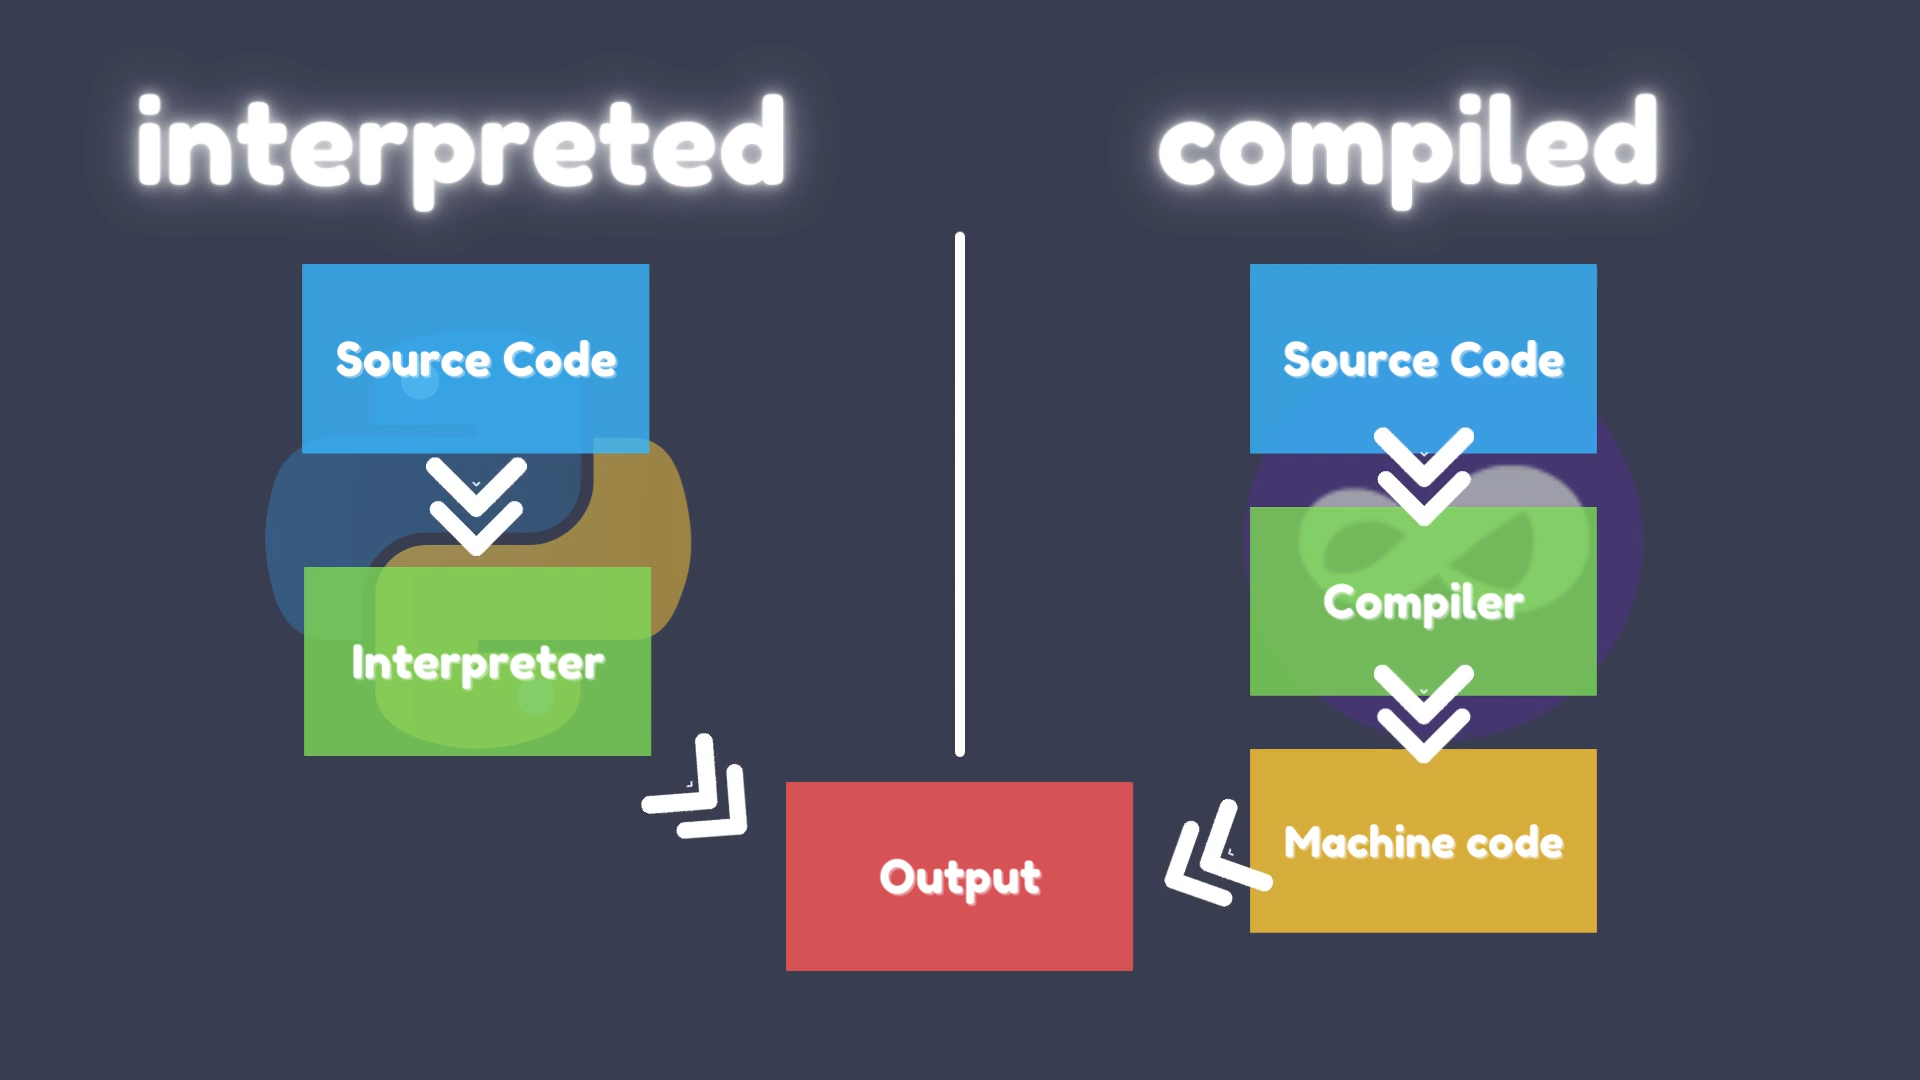 interpreted
compiled
Source Code
Source Code
Interpreter
Compiler
Machine code
Output